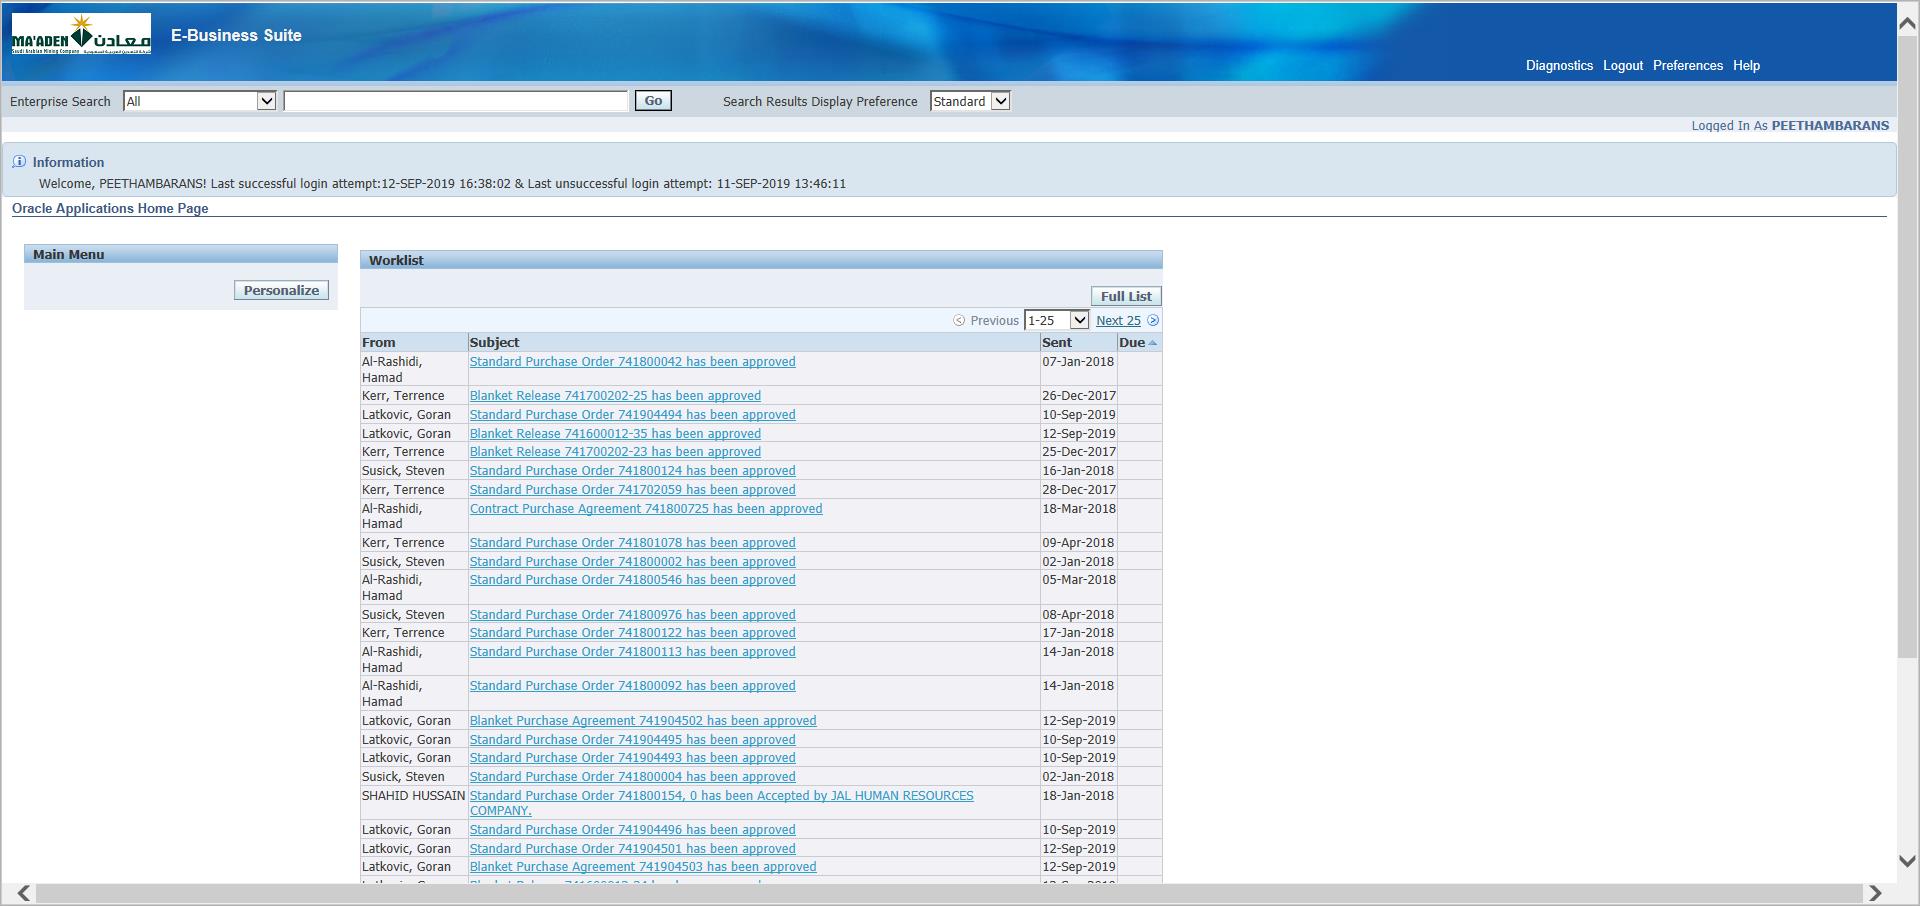 MA'ADEN معادن
Saudi Arabian Mining Company
E-Business Suite
Diagnostics Logout Preferences Help
Enterprise Search All Go Search Results Display Preference Standard
Logged In As PEETHAMBARANS
Information
Welcome, PEETHAMBARANS! Last successful login attempt:12-SEP-2019 16:38:02 & Last unsuccessful login attempt: 11-SEP-2019 13:46:11
Oracle Applications Home Page
Main Menu
Personalize
Worklist
Full List
Previous 1-25 Next 25
From Subject Sent Due
Al-Rashidi, Standard Purchase Order 741800042 has been approved 07-Jan-2018
Hamad
Kerr, Terrence Blanket Release 741700202-25 has been approved 26-Dec-2017
Latkovic, Goran Standard Purchase Order 741904494 has been approved 10-Sep-2019
Latkovic, Goran Blanket Release 741600012-35 has been approved 12-Sep-2019
Kerr, Terrence Blanket Release 741700202-23 has been approved 25-Dec-2017
Susick, Steven Standard Purchase Order 741800124 has been approved 16-Jan-2018
Kerr, Terrence Standard Purchase Order 741702059 has been approved 28-Dec-2017
Al-Rashidi, Contract Purchase Agreement 741800725 has been approved 18-Mar-2018
Hamad
Kerr, Terrence Standard Purchase Order 741801078 has been approved 09-Apr-2018
Susick, Steven Standard Purchase Order 741800002 has been approved 02-Jan-2018
Al-Rashidi, Standard Purchase Order 741800546 has been approved 05-Mar-2018
Hamad
Susick, Steven Standard Purchase Order 741800976 has been approved 08-Apr-2018
Kerr, Terrence Standard Purchase Order 741800122 has been approved 17-Jan-2018
Al-Rashidi, Standard Purchase Order 741800113 has been approved 14-Jan-2018
Hamad
Al-Rashidi, Standard Purchase Order 741800092 has been approved 14-Jan-2018
Hamad
Latkovic, Goran Blanket Purchase Agreement 741904502 has been approved 12-Sep-2019
Latkovic, Goran Standard Purchase Order 741904495 has been approved 10-Sep-2019
Latkovic, Goran Standard Purchase Order 741904493 has been approved 10-Sep-2019
Susick, Steven Standard Purchase Order 741800004 has been approved 02-Jan-2018
SHAHID HUSSAIN Standard Purchase Order 741800154, 0 has been Accepted by JAL HUMAN RESOURCES 18-Jan-2018
COMPANY.
Latkovic, Goran Standard Purchase Order 741904496 has been approved 10-Sep-2019
Latkovic, Goran Standard Purchase Order 741904501 has been approved 12-Sep-2019
Latkovic, Goran Blanket Purchase Agreement 741904503 has been approved 12-Sep-2019